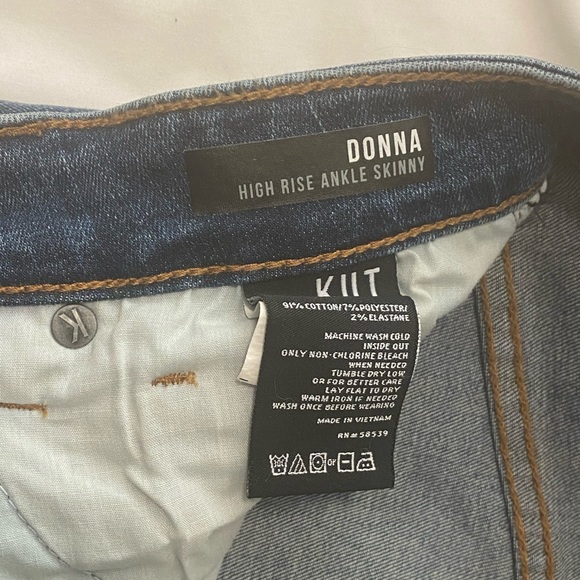 DONNA
HIGH RISE ANKLE SKINNY
KUT
91% COTTON/7% POLYESTER/
2% ELASTANE
MACHINE WASH COLD
INSIDE OUT
ONLY NON-CHLORINE BLEACH
WHEN NEEDED
TUMBLE DRY LOW
OR FOR BETTER CARE
LAY FLAT TO DRY
WARM IRON IF NEEDED
WASH ONCE BEFORE WEARING
MADE IN VIETNAM
RN#58539
or
K